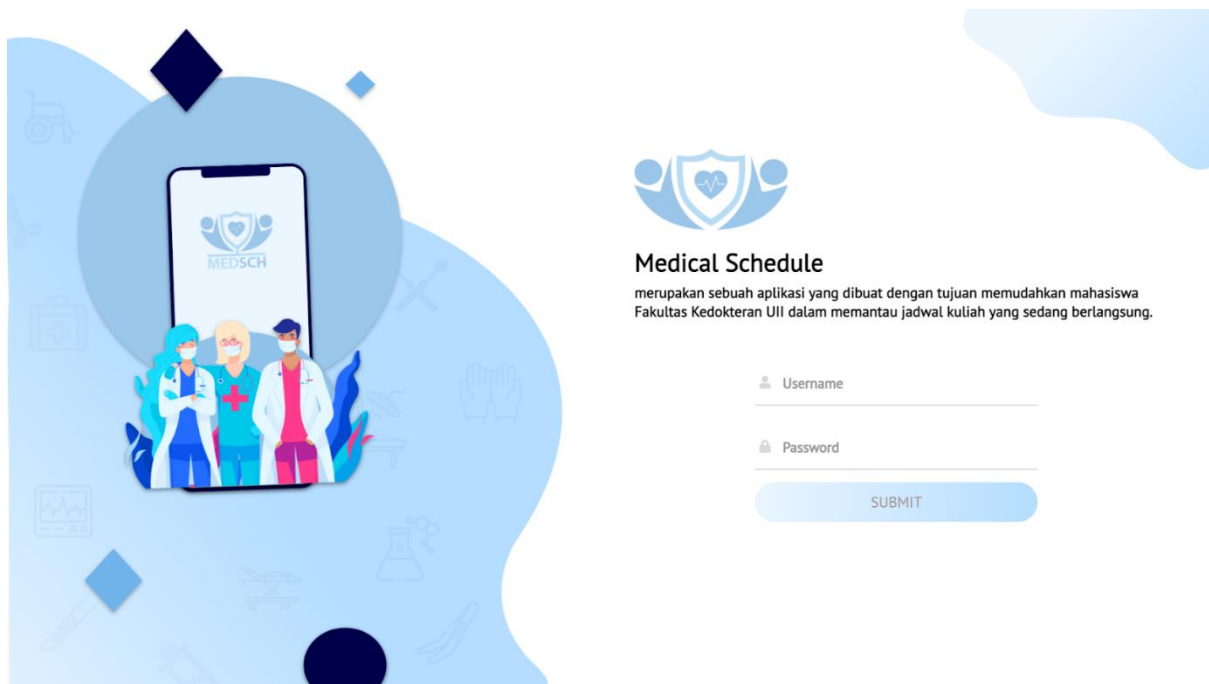 MEDSCH
Medical Schedule
merupakan sebuah aplikasi yang dibuat dengan tujuan memudahkan mahasiswa
Fakultas Kedokteran UII dalam memantau jadwal kuliah yang sedang berlangsung.
Username
Password
SUBMIT